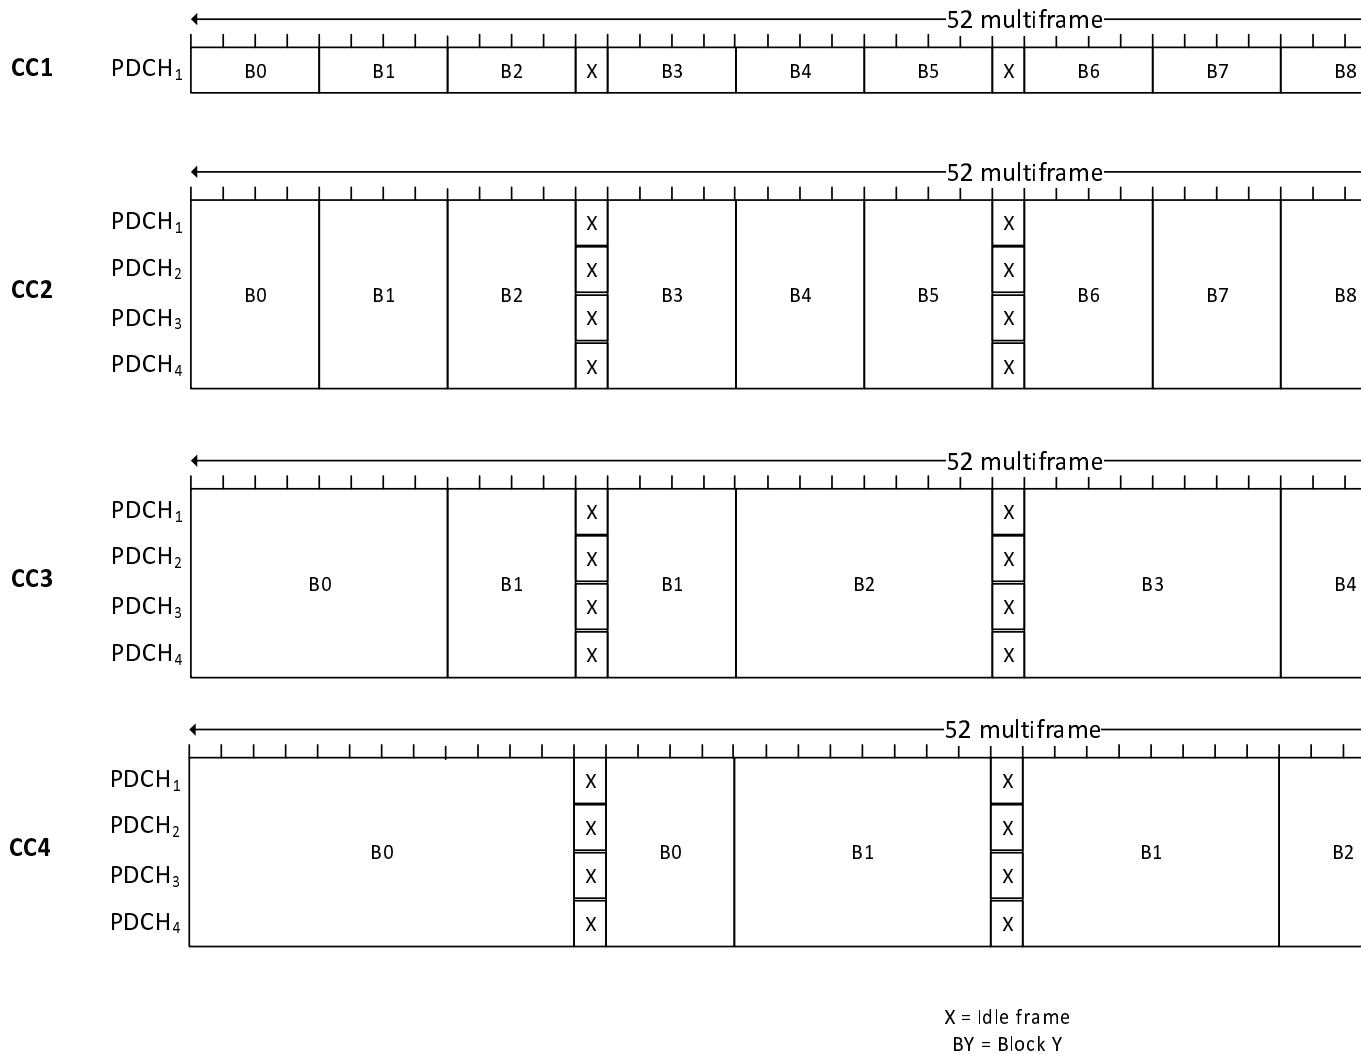 52 multiframe
CC1 PDCH1 B0 B1 B2 X B3 B4 B5 X B6 B7 B8
52 multiframe
PDCH1 X X
PDCH2 X X
CC2 B0 B1 B2 B3 B4 B5 B6 B7 B8
PDCH3 X X
PDCH4 X X
52 multiframe
PDCH1 X X
PDCH2 X X
CC3 B0 B1 B1 B2 B3 B4
PDCH3 X X
PDCH4 X X
52 multiframe
PDCH1 X X
PDCH2 X X
CC4 B0 B0 B1 B1 B2
PDCH3 X X
PDCH4 X X
X = Idle frame
BY = Block Y